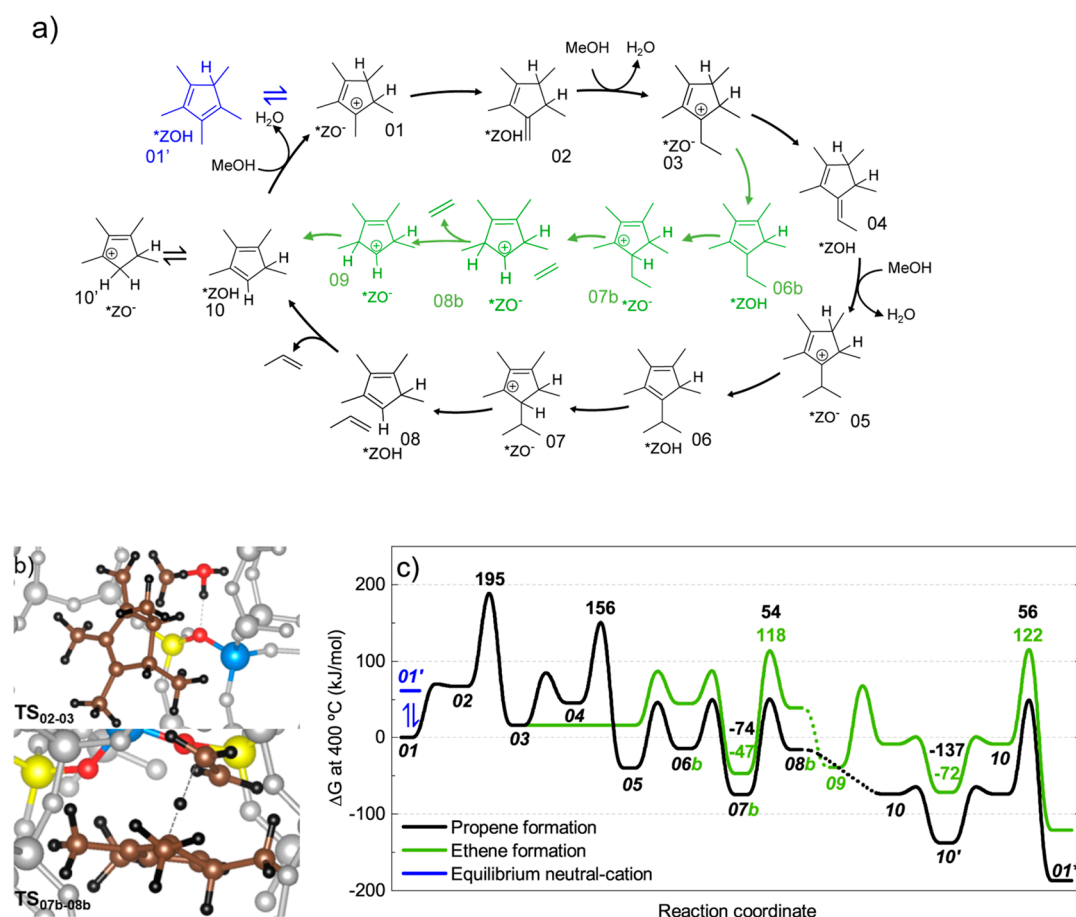 a)
MeOH
H₂O
H
H
H
H
H₂O
H
H
*ZOH
01'
*ZO⁻
01
*ZOH
02
*ZO⁻
03
MeOH
H
H
04
*ZOH
MeOH
H₂O
H
H
H
10'
*ZO⁻
*ZOH
10
H
H
H
H
H
09
*ZO⁻
H
H
H
08b
*ZO⁻
H
H
07b
*ZO⁻
H
06b
*ZOH
H
H
*ZO⁻
05
H
H
08
*ZOH
H
H
*ZO⁻
07
H
*ZOH
06
b)
TS02-03
TS07b-08b
c)
ΔG at 400 ºC (kJ/mol)
200
100
0
-100
-200
195
156
54
118
56
122
01'
01
02
03
04
05
06b
-74
-47
07b
08b
09
10
-137
-72
10'
10
01*
Propene formation
Ethene formation
Equilibrium neutral-cation
Reaction coordinate